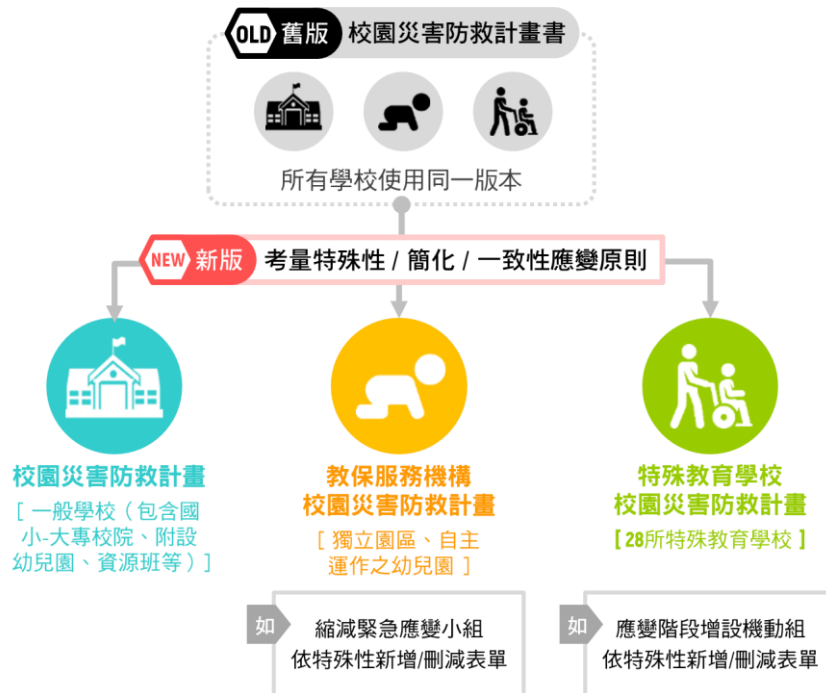 OLD 舊版 校園災害防救計畫書
所有學校使用同一版本
NEW 新版 考量特殊性 / 簡化 / 一致性應變原則
校園災害防救計畫
[ 一般學校（包含國
小-大專校院、附設
幼兒園、資源班等）]
教保服務機構
校園災害防救計畫
[ 獨立園區、自主
運作之幼兒園 ]
特殊教育學校
校園災害防救計畫
[ 28所特殊教育學校 ]
如
縮減緊急應變小組
依特殊性新增/刪減表單
如
應變階段增設機動組
依特殊性新增/刪減表單